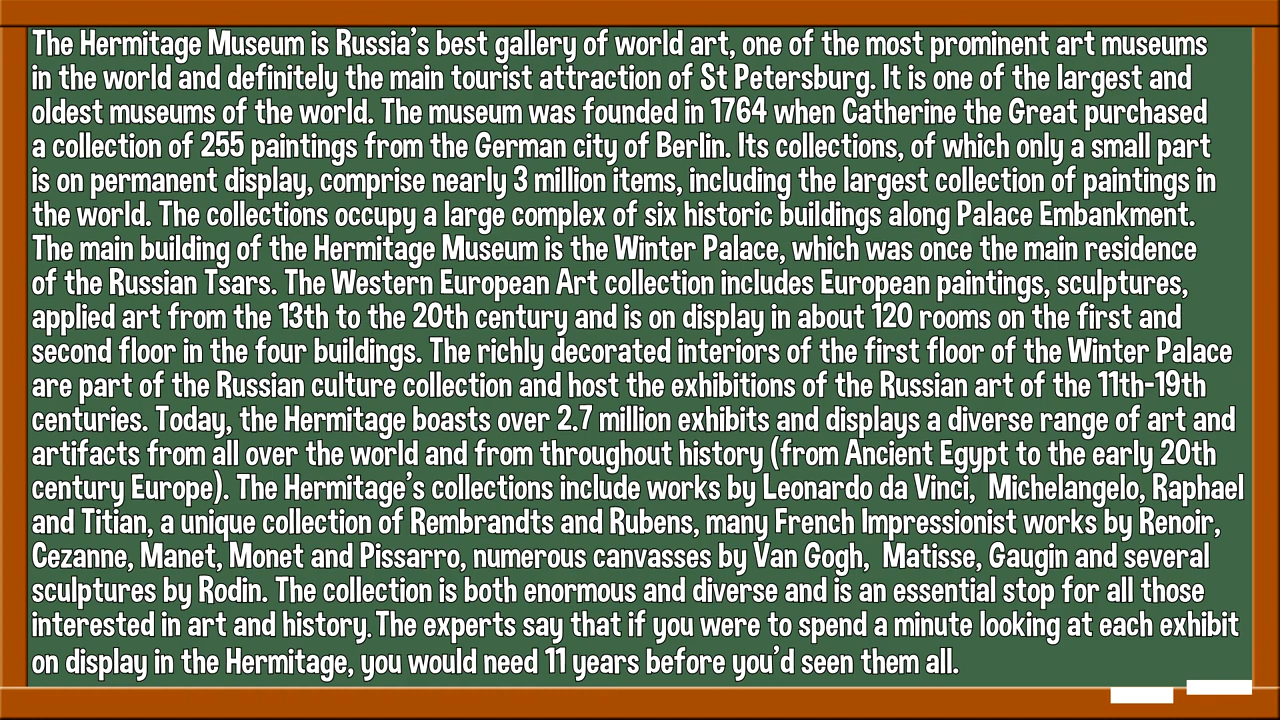 The Hermitage Museum is Russia's best gallery of world art, one of the most prominent art museums
in the world and definitely the main tourist attraction of St Petersburg. It is one of the largest and
oldest museums of the world. The museum was founded in 1764 when Catherine the Great purchased
a collection of 255 paintings from the German city of Berlin. Its collections, of which only a small part
is on permanent display, comprise nearly 3 million items, including the largest collection of paintings in
the world. The collections occupy a large complex of six historic buildings along Palace Embankment.
The main building of the Hermitage Museum is the Winter Palace, which was once the main residence
of the Russian Tsars. The Western European Art collection includes European paintings, sculptures,
applied art from the 13th to the 20th century and is on display in about 120 rooms on the first and
second floor in the four buildings. The richly decorated interiors of the first floor of the Winter Palace
are part of the Russian culture collection and host the exhibitions of the Russian art of the 11th-19th
centuries. Today, the Hermitage boasts over 2.7 million exhibits and displays a diverse range of art and
artifacts from all over the world and from throughout history (from Ancient Egypt to the early 20th
century Europe). The Hermitage's collections include works by Leonardo da Vinci,  Michelangelo, Raphael
and Titian, a unique collection of Rembrandts and Rubens, many French Impressionist works by Renoir,
Cezanne, Manet, Monet and Pissarro, numerous canvasses by Van Gogh,  Matisse, Gaugin and several
sculptures by Rodin. The collection is both enormous and diverse and is an essential stop for all those
interested in art and history. The experts say that if you were to spend a minute looking at each exhibit
on display in the Hermitage, you would need 11 years before you'd seen them all.